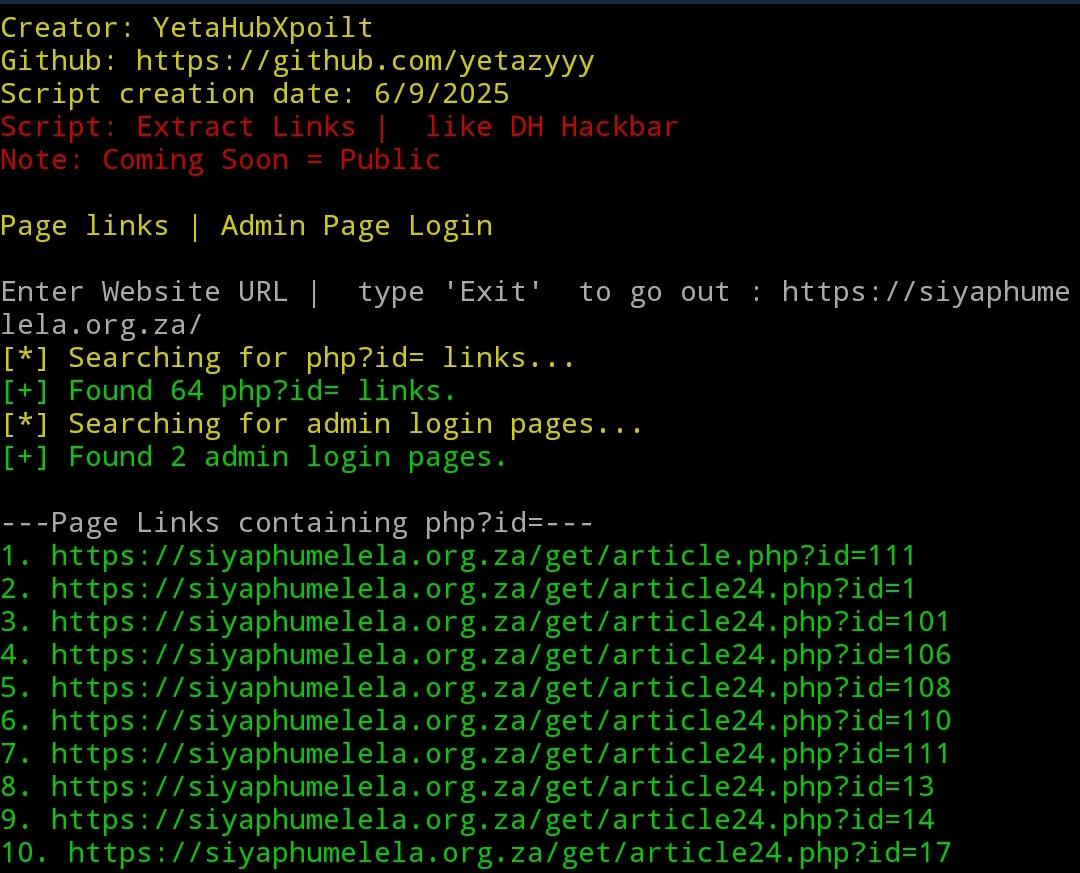 Creator: YetaHubXpoilt
Github: https://github.com/yetazyyy
Script creation date: 6/9/2025
Script: Extract Links |  like DH Hackbar
Note: Coming Soon = Public
Page links | Admin Page Login
Enter Website URL |  type 'Exit'  to go out : https://siyaphume
lela.org.za/
[*] Searching for php?id= links...
[+] Found 64 php?id= links.
[*] Searching for admin login pages...
[+] Found 2 admin login pages.
---Page Links containing php?id=---
1. https://siyaphumelela.org.za/get/article.php?id=111
2. https://siyaphumelela.org.za/get/article24.php?id=1
3. https://siyaphumelela.org.za/get/article24.php?id=101
4. https://siyaphumelela.org.za/get/article24.php?id=106
5. https://siyaphumelela.org.za/get/article24.php?id=108
6. https://siyaphumelela.org.za/get/article24.php?id=110
7. https://siyaphumelela.org.za/get/article24.php?id=111
8. https://siyaphumelela.org.za/get/article24.php?id=13
9. https://siyaphumelela.org.za/get/article24.php?id=14
10. https://siyaphumelela.org.za/get/article24.php?id=17